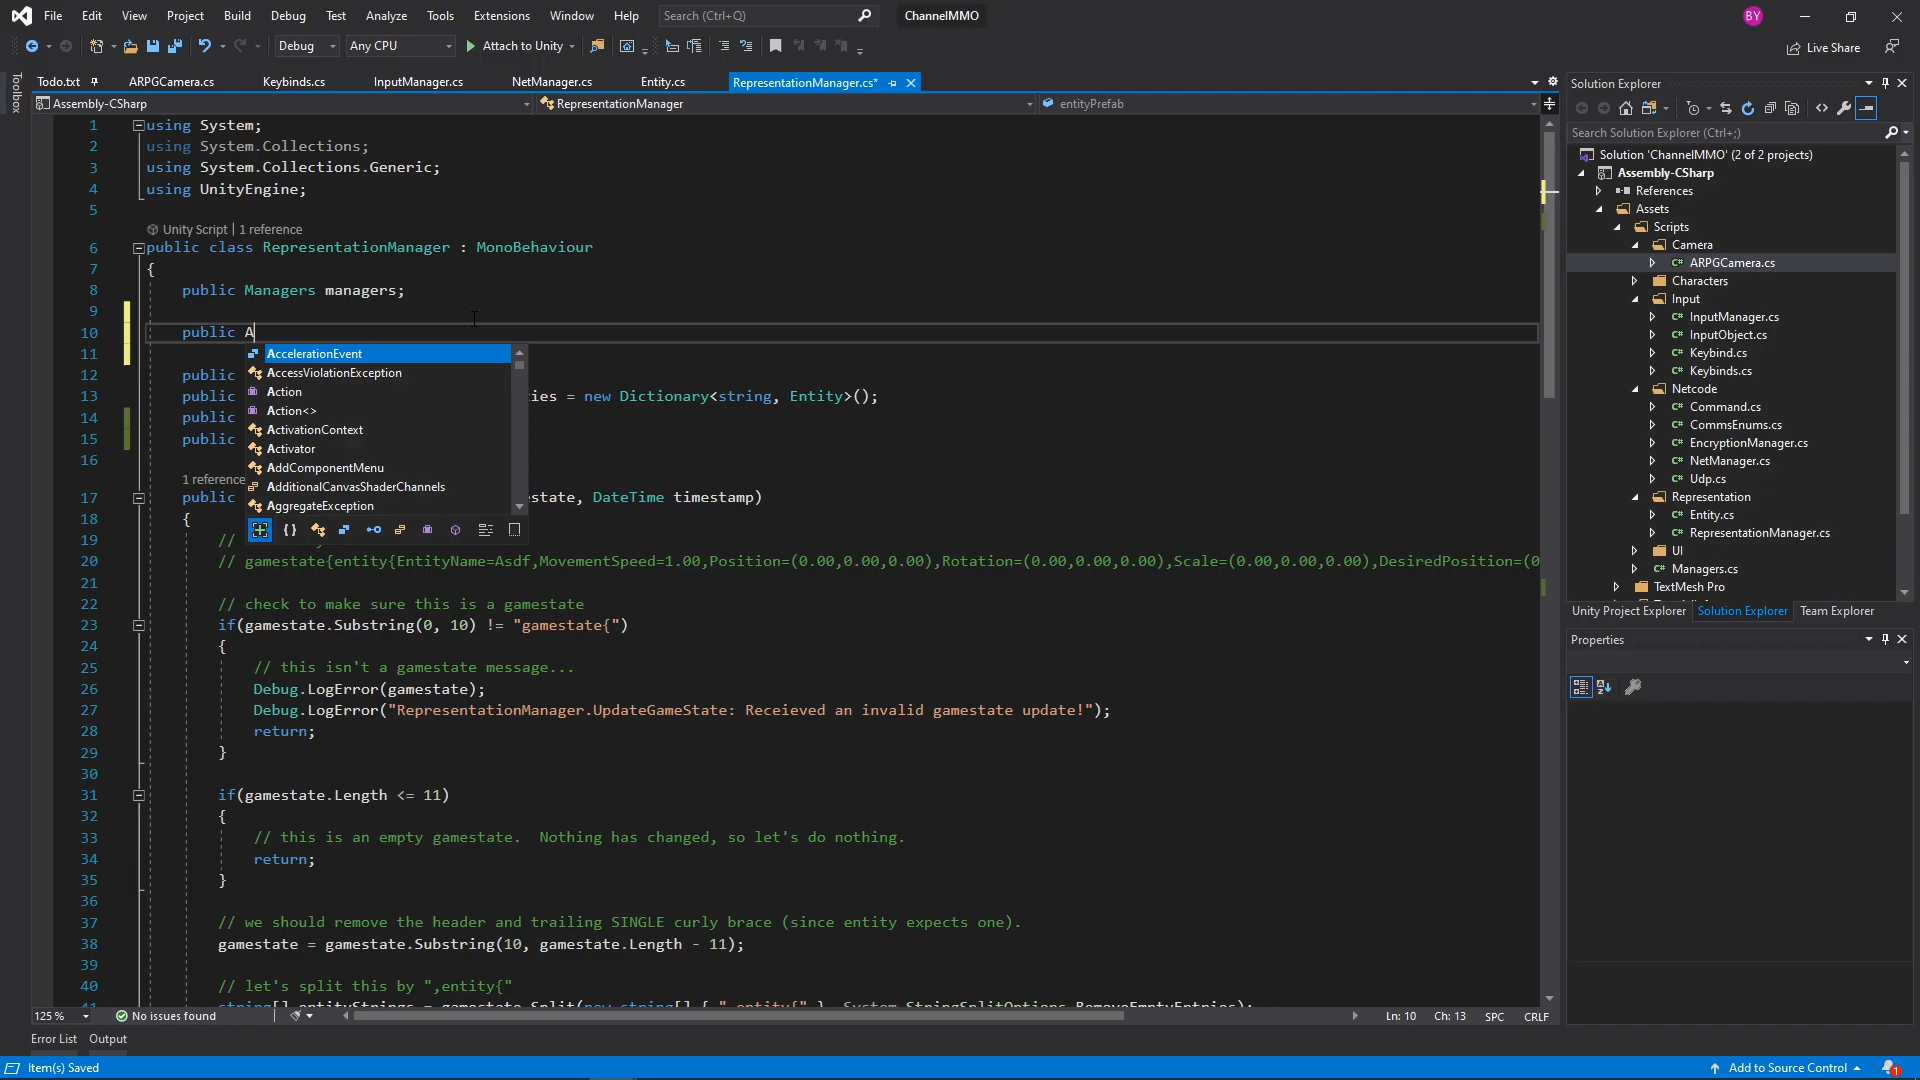 File Edit View Project Build Debug Test Analyze Tools Extensions Window Help Search (Ctrl+Q) ChannelMMO BY
Debug Any CPU Attach to Unity Live Share
Toolbox
Todo.txt ARPGCamera.cs Keybinds.cs InputManager.cs NetManager.cs Entity.cs RepresentationManager.cs*
Assembly-CSharp RepresentationManager entityPrefab
1 using System;
2 using System.Collections;
3 using System.Collections.Generic;
4 using UnityEngine;
5
Unity Script | 1 reference
6 public class RepresentationManager : MonoBehaviour
7 {
8 public Managers managers;
9
10 public A
11
12 public
13 public ties = new Dictionary<string, Entity>();
14 public
15 public
16
1 reference
17 public estate, DateTime timestamp)
18 {
19 //
20 // gamestate{entity{EntityName=Asdf,MovementSpeed=1.00,Position=(0.00,0.00,0.00),Rotation=(0.00,0.00,0.00),Scale=(0.00,0.00,0.00),DesiredPosition=(0
21
22 // check to make sure this is a gamestate
23 if(gamestate.Substring(0, 10) != "gamestate{")
24 {
25 // this isn't a gamestate message...
26 Debug.LogError(gamestate);
27 Debug.LogError("RepresentationManager.UpdateGameState: Receieved an invalid gamestate update!");
28 return;
29 }
30
31 if(gamestate.Length <= 11)
32 {
33 // this is an empty gamestate.  Nothing has changed, so let's do nothing.
34 return;
35 }
36
37 // we should remove the header and trailing SINGLE curly brace (since entity expects one).
38 gamestate = gamestate.Substring(10, gamestate.Length - 11);
39
40 // let's split this by ",entity{"
41 string[] entityStrings = gamestate.Split(new string[] { ",entity{" }, System.StringSplitOptions.RemoveEmptyEntries);
AccelerationEvent
AccessViolationException
Action
Action<>
ActivationContext
Activator
AddComponentMenu
AdditionalCanvasShaderChannels
AggregateException
125 % No issues found Ln: 10 Ch: 13 SPC CRLF
Error List Output
Item(s) Saved Add to Source Control 1
Solution Explorer
Search Solution Explorer (Ctrl+;)
Solution 'ChannelMMO' (2 of 2 projects)
Assembly-CSharp
References
Assets
Scripts
Camera
C# ARPGCamera.cs
Characters
Input
C# InputManager.cs
C# InputObject.cs
C# Keybind.cs
C# Keybinds.cs
Netcode
C# Command.cs
C# CommsEnums.cs
C# EncryptionManager.cs
C# NetManager.cs
C# Udp.cs
Representation
C# Entity.cs
C# RepresentationManager.cs
UI
C# Managers.cs
TextMesh Pro
Unity Project Explorer Solution Explorer Team Explorer
Properties